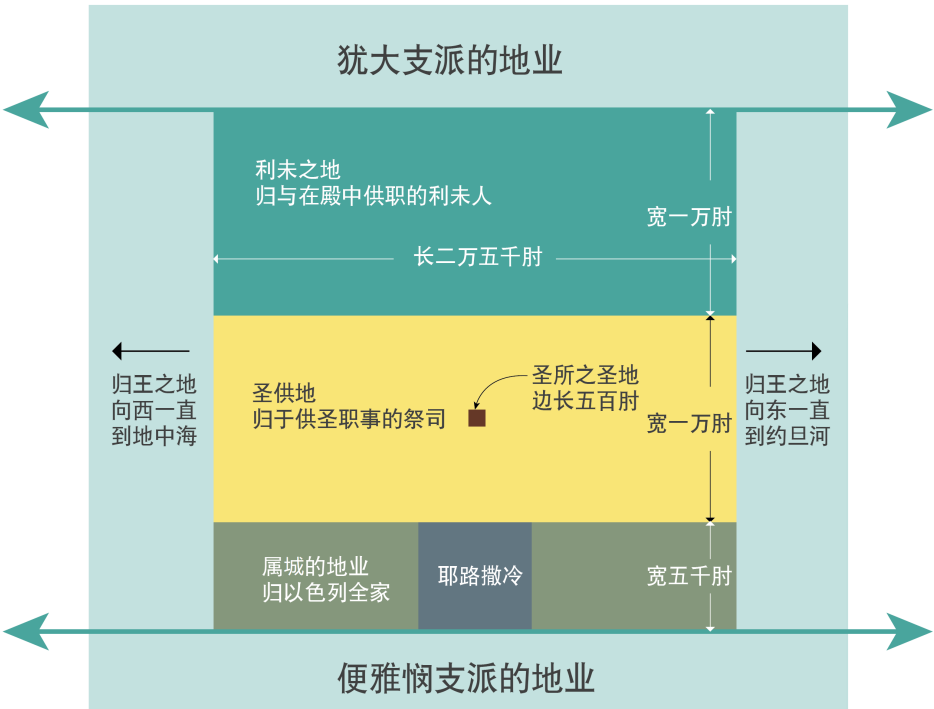 犹大支派的地业
利未之地
归与在殿中供职的利未人
宽一万肘
长二万五千肘
归王之地
向西一直
到地中海
圣供地
归于供圣职事的祭司
圣所之圣地
边长五百肘
宽一万肘
归王之地
向东一直
到约旦河
属城的地业
归以色列全家
耶路撒冷
宽五千肘
便雅悯支派的地业